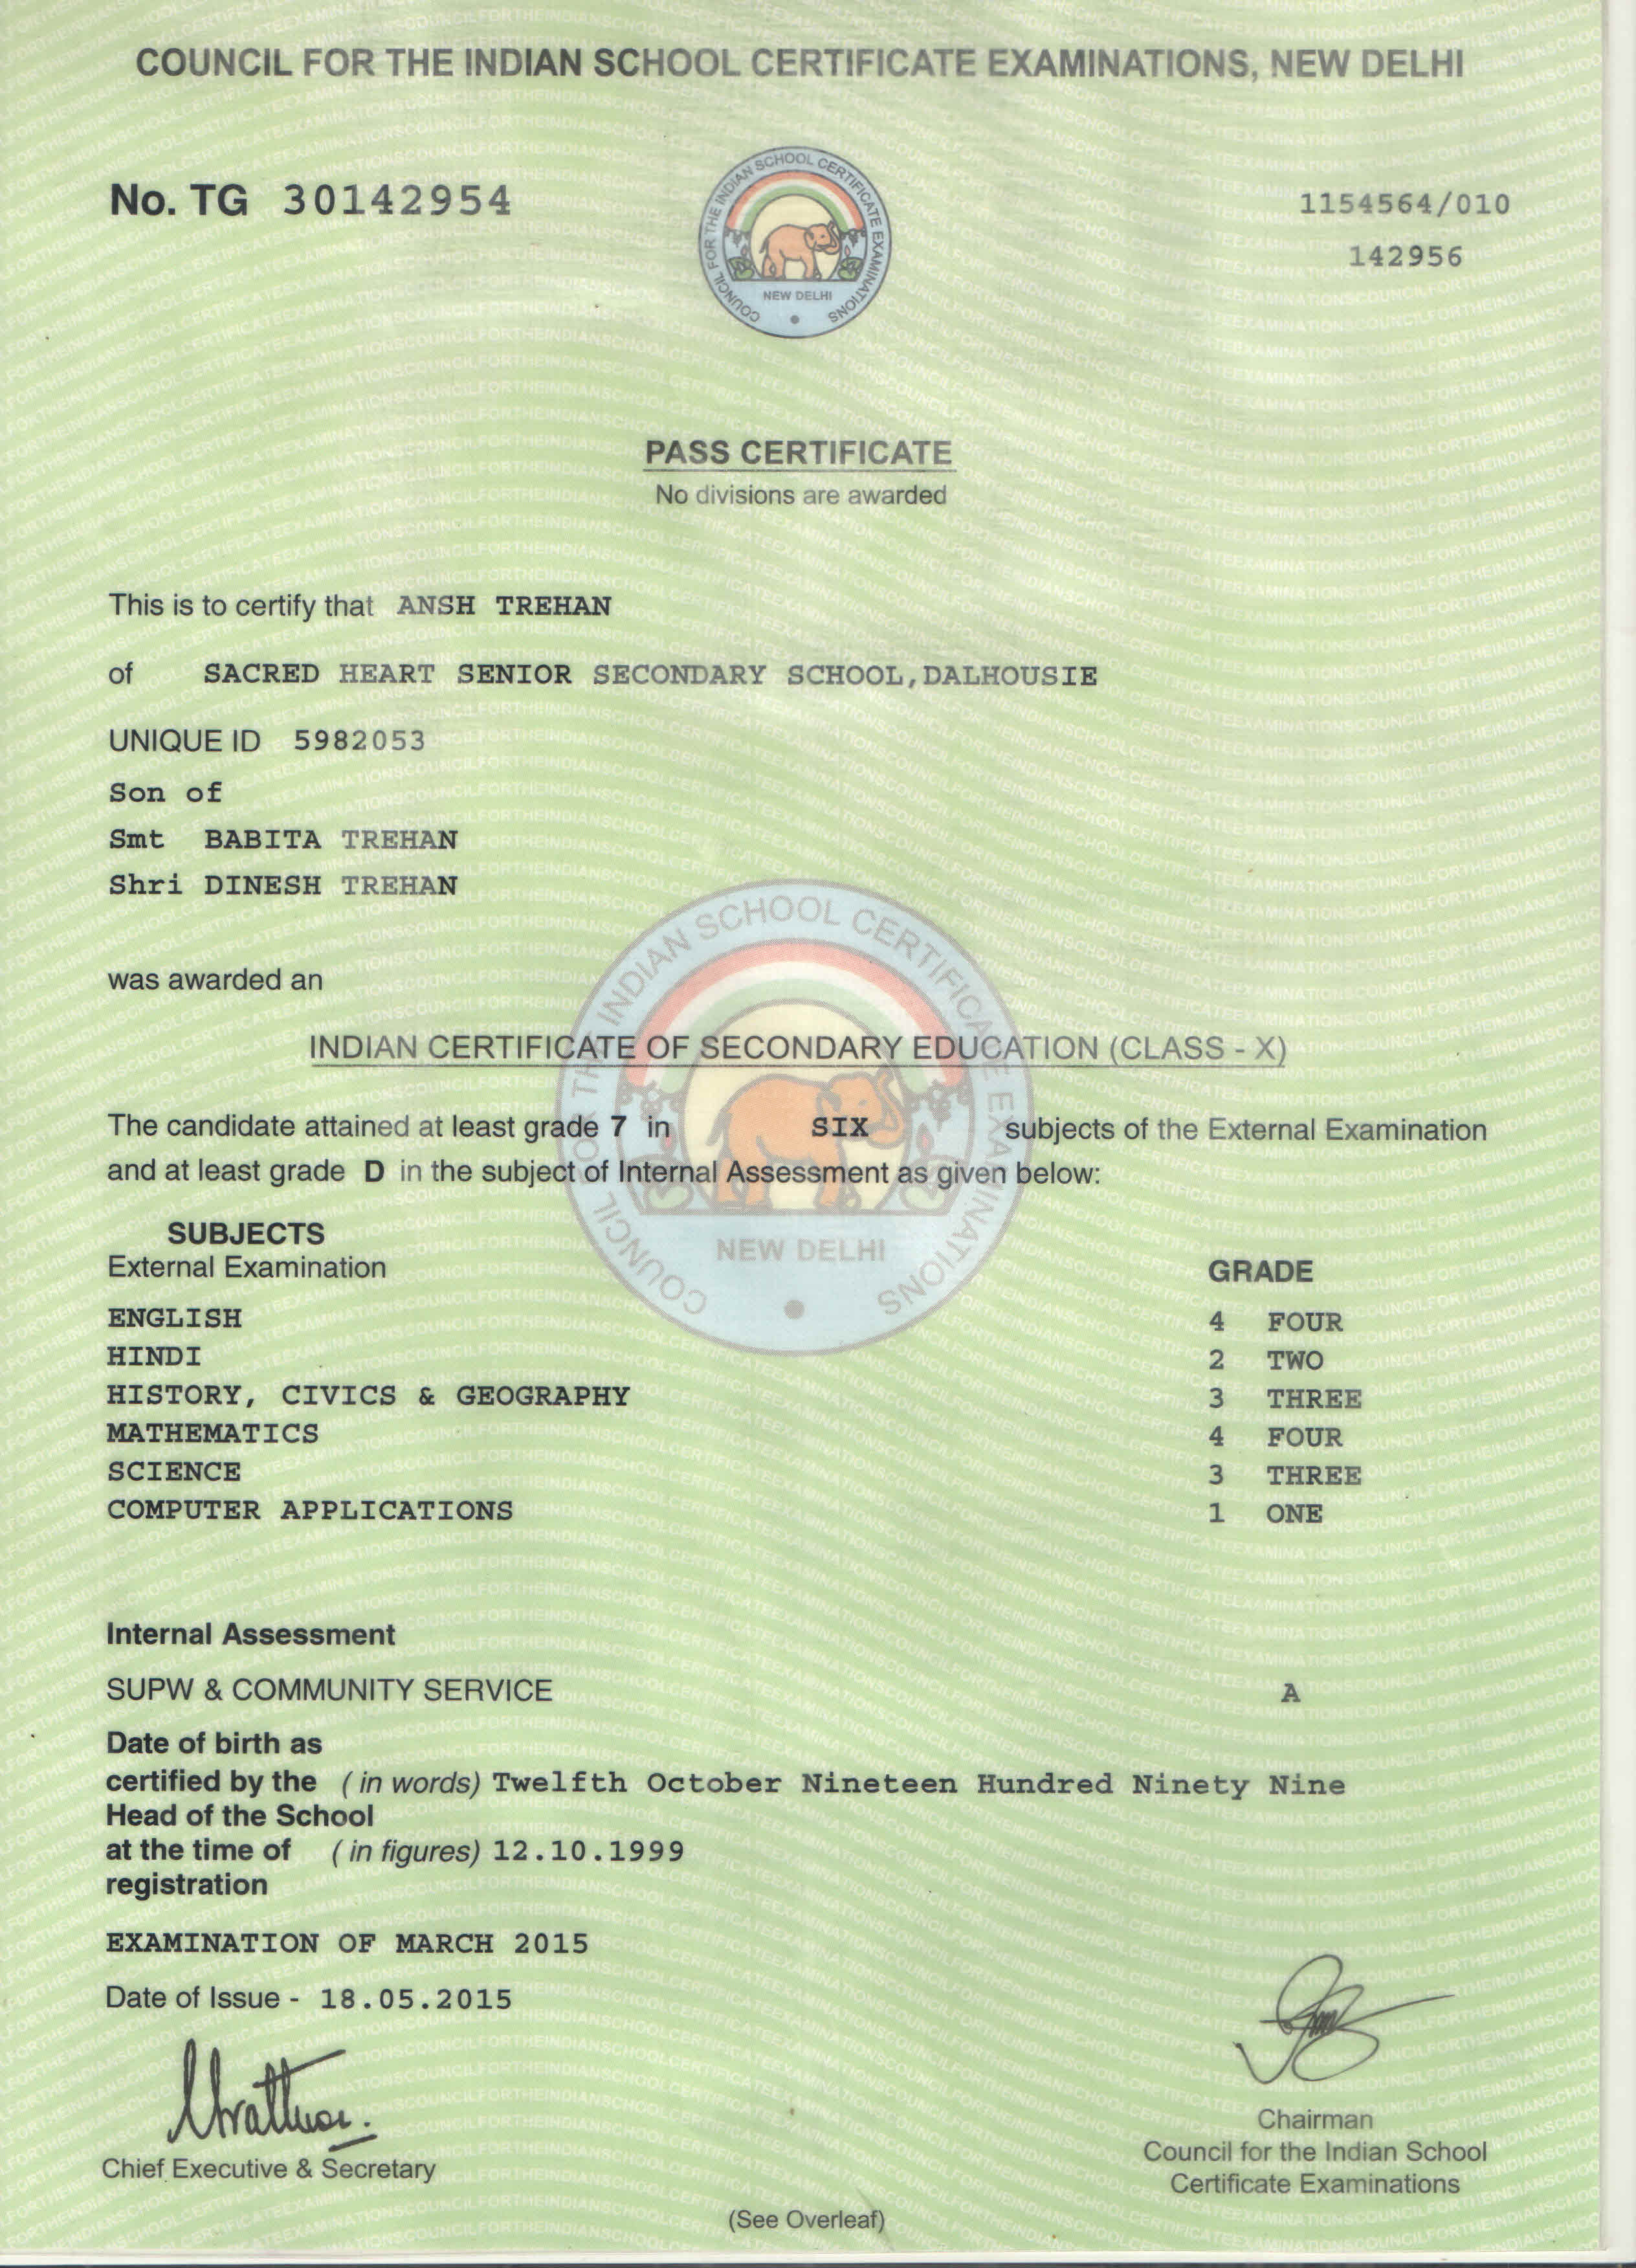 COUNCIL FOR THE INDIAN SCHOOL CERTIFICATE EXAMINATIONS, NEW DELHI
No. TG 30142954
1154564/010
142956
COUNCIL FOR THE INDIAN SCHOOL CERTIFICATE EXAMINATIONS
NEW DELHI
PASS CERTIFICATE
No divisions are awarded
This is to certify that ANSH TREHAN
of SACRED HEART SENIOR SECONDARY SCHOOL,DALHOUSIE
UNIQUE ID 5982053
Son of
Smt BABITA TREHAN
Shri DINESH TREHAN
was awarded an
INDIAN CERTIFICATE OF SECONDARY EDUCATION (CLASS - X)
The candidate attained at least grade 7 in SIX subjects of the External Examination
and at least grade D in the subject of Internal Assessment as given below:
COUNCIL FOR THE INDIAN SCHOOL CERTIFICATE EXAMINATIONS
NEW DELHI
SUBJECTS
External Examination GRADE
ENGLISH 4 FOUR
HINDI 2 TWO
HISTORY, CIVICS & GEOGRAPHY 3 THREE
MATHEMATICS 4 FOUR
SCIENCE 3 THREE
COMPUTER APPLICATIONS 1 ONE
Internal Assessment
SUPW & COMMUNITY SERVICE A
Date of birth as
certified by the (in words) Twelfth October Nineteen Hundred Ninety Nine
Head of the School
at the time of (in figures) 12.10.1999
registration
EXAMINATION OF MARCH 2015
Date of Issue - 18.05.2015
Chief Executive & Secretary
Chairman
Council for the Indian School
Certificate Examinations
(See Overleaf)